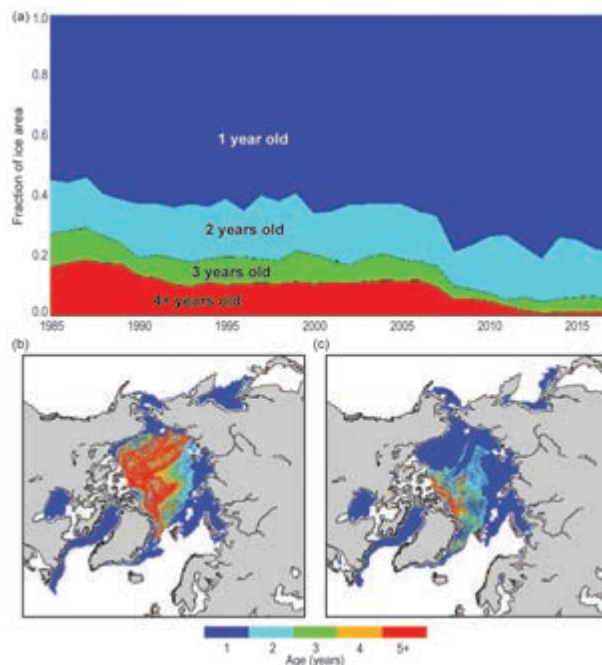 (a)
1.0
0.8
0.6
0.4
0.2
0.0
Fraction of ice area
1 year old
2 years old
3 years old
4+ years old
1985 1990 1995 2000 2005 2010 2015
(b) (c)
1 2 3 4 5+
Age (years)